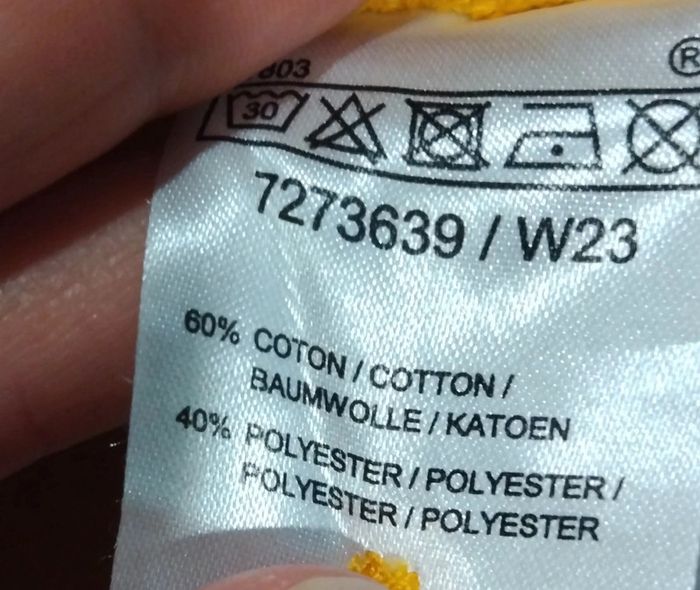 803
®
30
7273639 / W23
60% COTON / COTTON /
BAUMWOLLE / KATOEN
40% POLYESTER / POLYESTER /
POLYESTER / POLYESTER